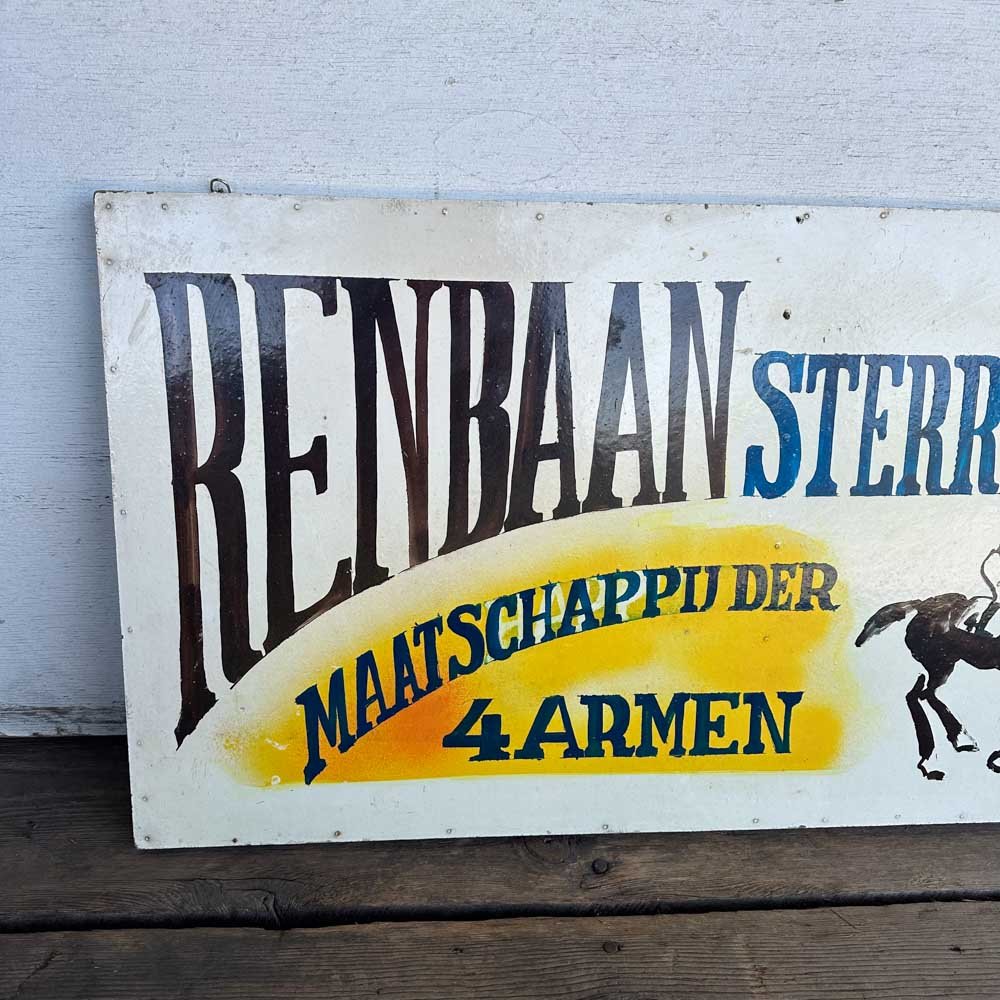 RENBAAN STERR
MAATSCHAPPIJ DER
4 ARMEN